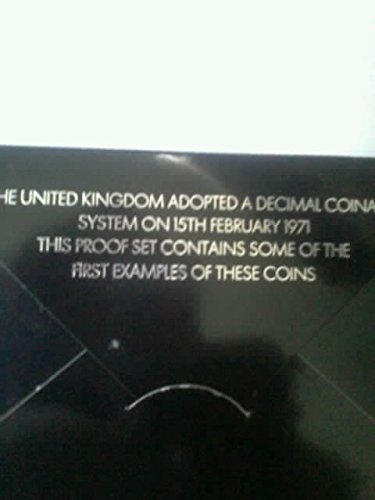 HE UNITED KINGDOM ADOPTED A DECIMAL COINA
SYSTEM ON 15TH FEBRUARY 1971
THIS PROOF SET CONTAINS SOME OF THE
FIRST EXAMPLES OF THESE COINS